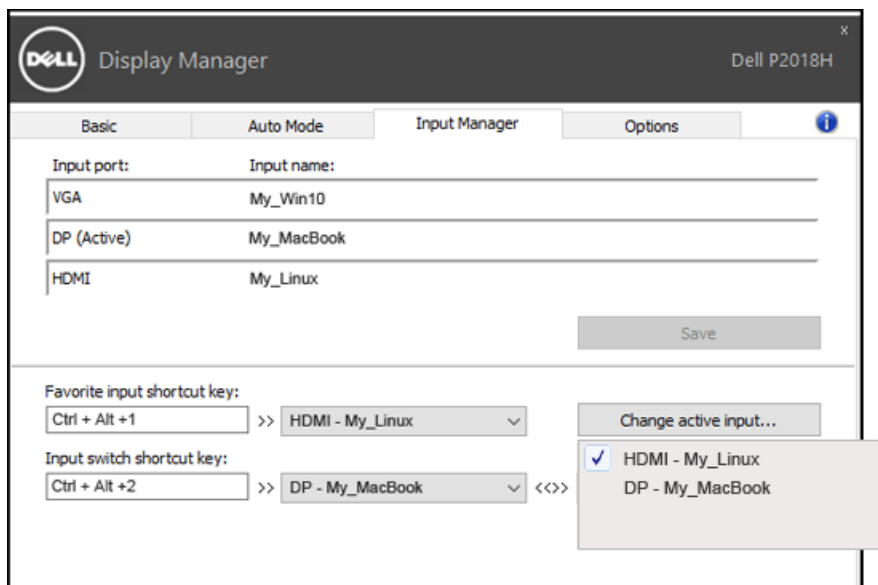 x
DELL Display Manager Dell P2018H
Basic Auto Mode Input Manager Options i
Input port: Input name:
VGA My_Win10
DP (Active) My_MacBook
HDMI My_Linux
Save
Favorite input shortcut key:
Ctrl + Alt +1 >> HDMI - My_Linux Change active input...
Input switch shortcut key:
HDMI - My_Linux
Ctrl + Alt +2 >> DP - My_MacBook <<>> DP - My_MacBook